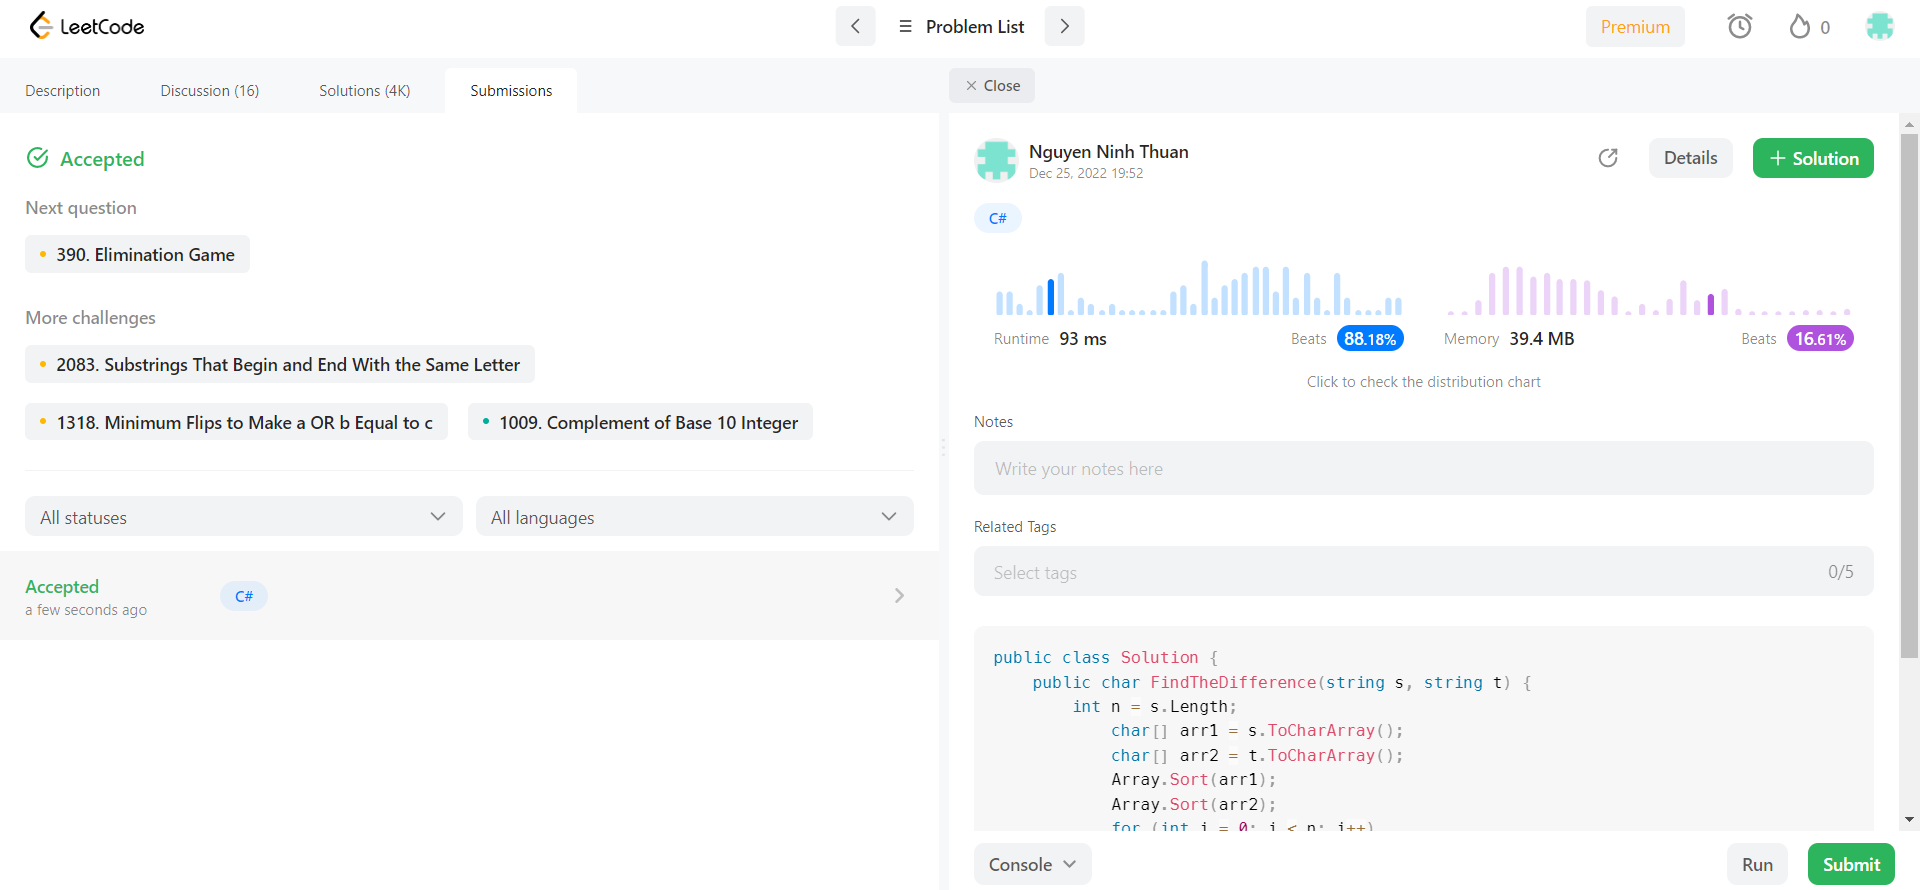 LeetCode
Problem List
Premium
0
Description
Discussion (16)
Solutions (4K)
Submissions
Close
Accepted
Next question
390. Elimination Game
More challenges
2083. Substrings That Begin and End With the Same Letter
1318. Minimum Flips to Make a OR b Equal to c
1009. Complement of Base 10 Integer
All statuses
All languages
Accepted
a few seconds ago
C#
Nguyen Ninh Thuan
Dec 25, 2022 19:52
Details
+ Solution
C#
Runtime 93 ms
Beats 88.18%
Memory 39.4 MB
Beats 16.61%
Click to check the distribution chart
Notes
Write your notes here
Related Tags
Select tags
0/5
public class Solution {
    public char FindTheDifference(string s, string t) {
        int n = s.Length;
            char[] arr1 = s.ToCharArray();
            char[] arr2 = t.ToCharArray();
            Array.Sort(arr1);
            Array.Sort(arr2);
            for (int i = 0; i < n; i++)
Console
Run
Submit